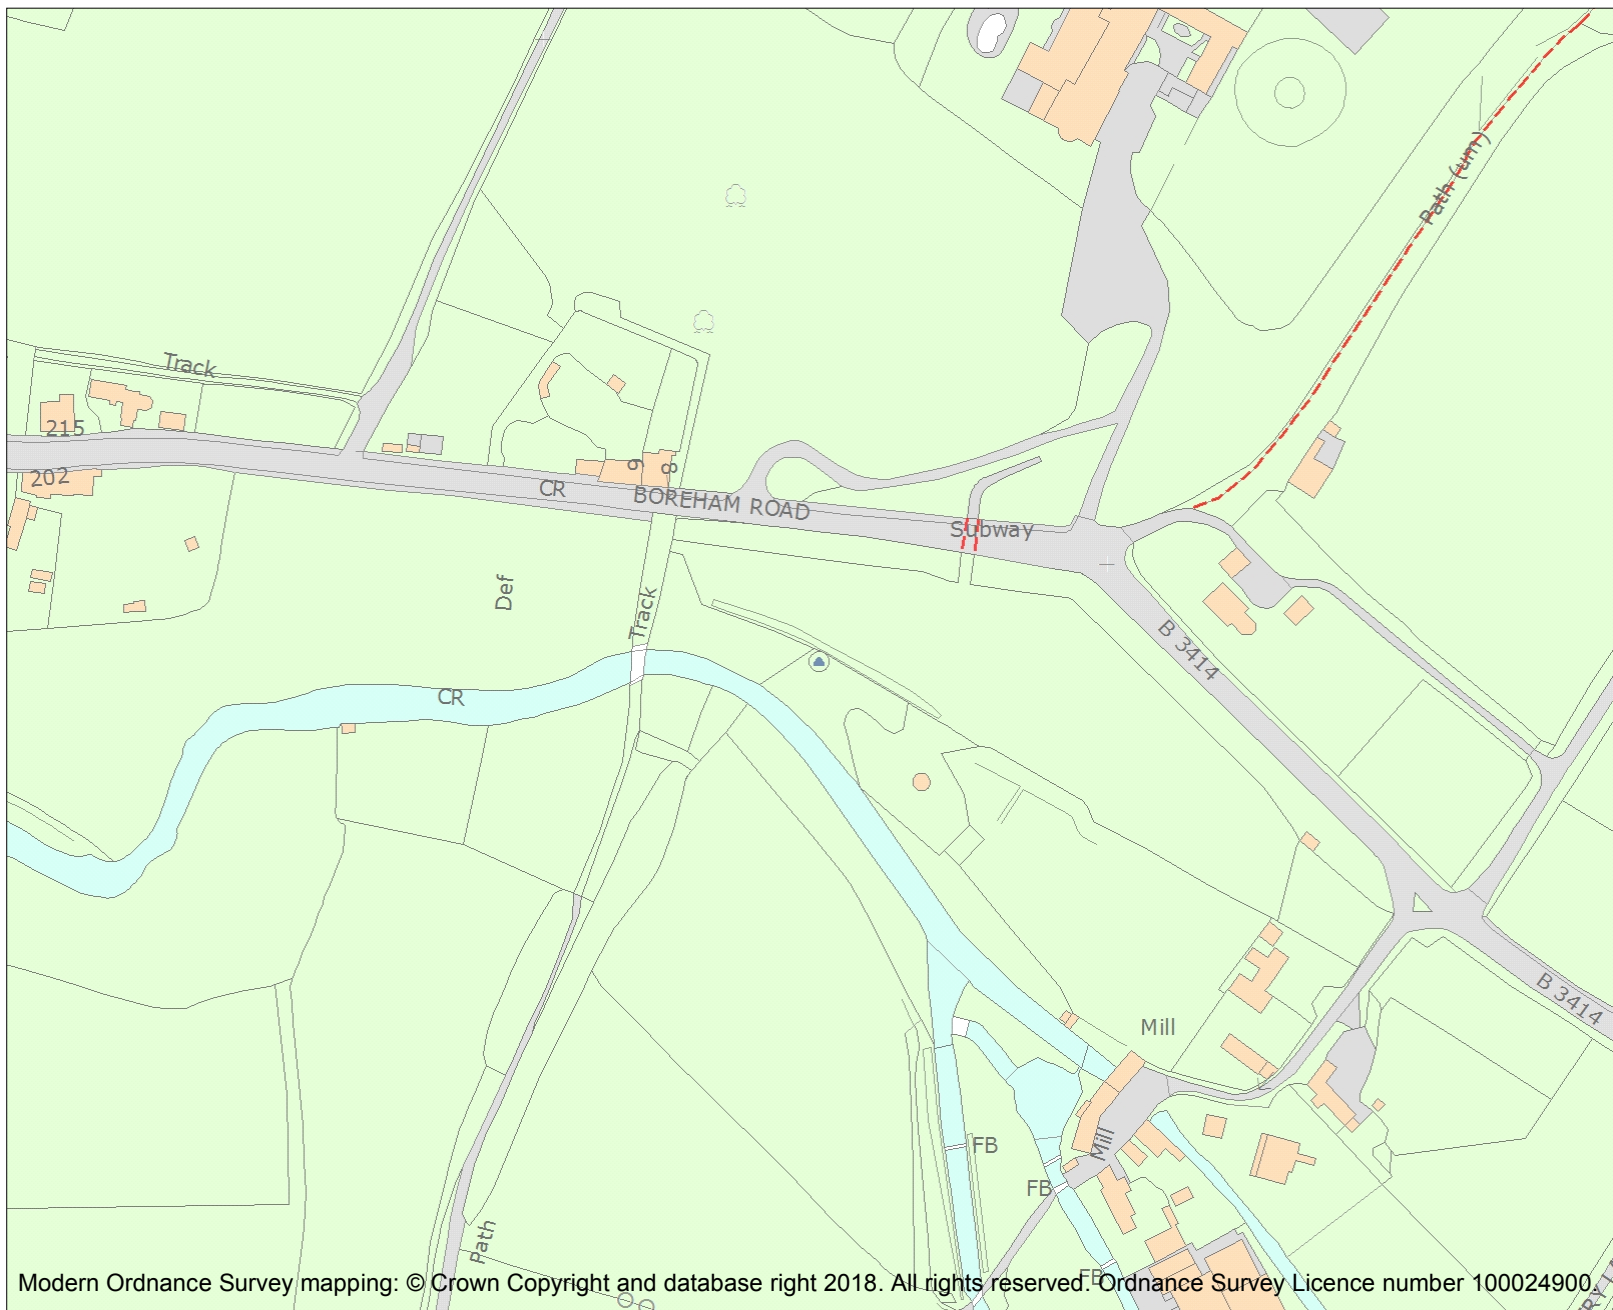 Path (um)
Track
215
202
CR
9
8
BOREHAM ROAD
Subway
Def
Track
B 3414
CR
B 3414
Mill
Mill
FB
FB
Path
FB
Modern Ordnance Survey mapping: © Crown Copyright and database right 2018. All rights reserved. Ordnance Survey Licence number 100024900.